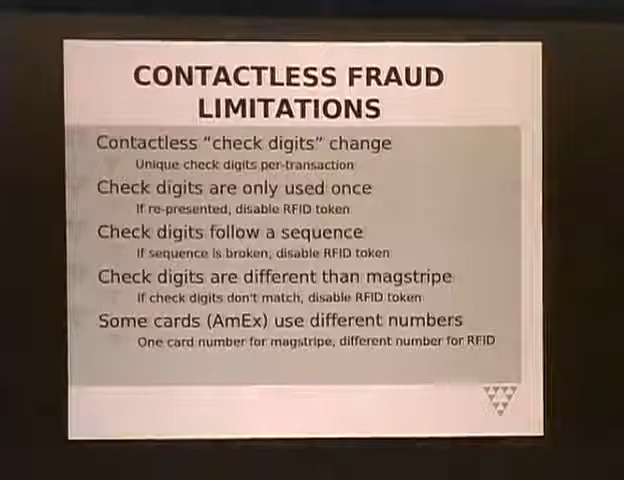 CONTACTLESS FRAUD
LIMITATIONS
Contactless “check digits” change
Unique check digits per-transaction
Check digits are only used once
If re-presented, disable RFID token
Check digits follow a sequence
If sequence is broken, disable RFID token
Check digits are different than magstripe
If check digits don't match, disable RFID token
Some cards (AmEx) use different numbers
One card number for magstripe, different number for RFID